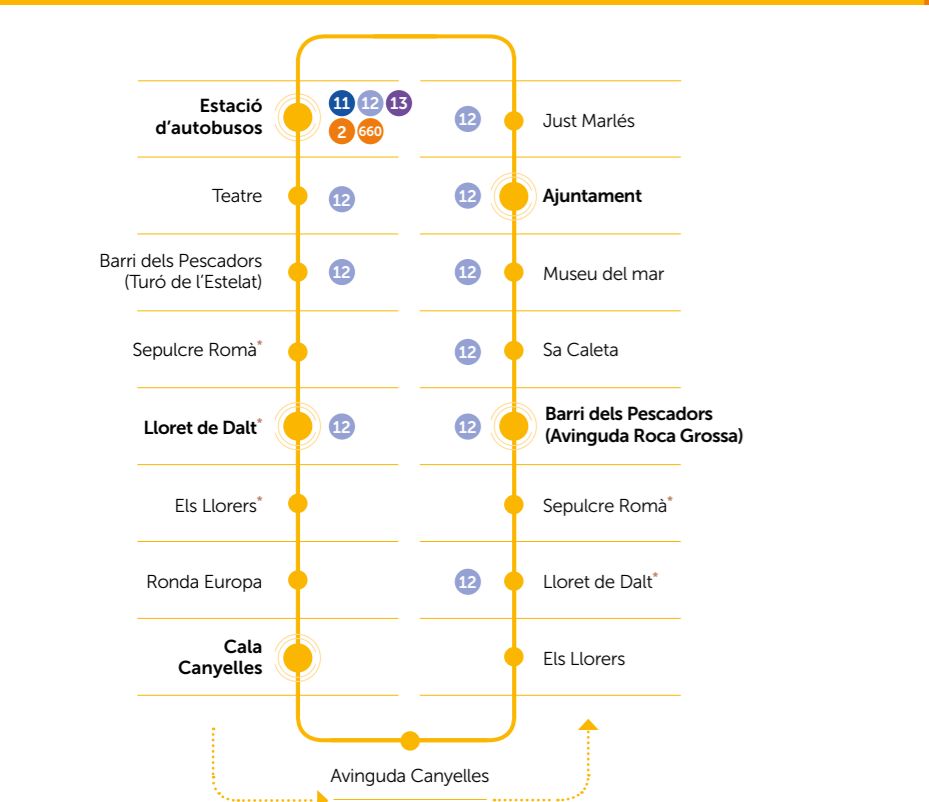 Estació
d'autobusos
11 12 13
2 660
Teatre
12
Barri dels Pescadors
(Turó de l'Estelat)
12
Sepulcre Romà*
Lloret de Dalt*
12
Els Llorers*
Ronda Europa
Cala
Canyelles
Avinguda Canyelles
12
Just Marlés
12
Ajuntament
12
Museu del mar
12
Sa Caleta
12
Barri dels Pescadors
(Avinguda Roca Grossa)
Sepulcre Romà*
12
Lloret de Dalt*
Els Llorers